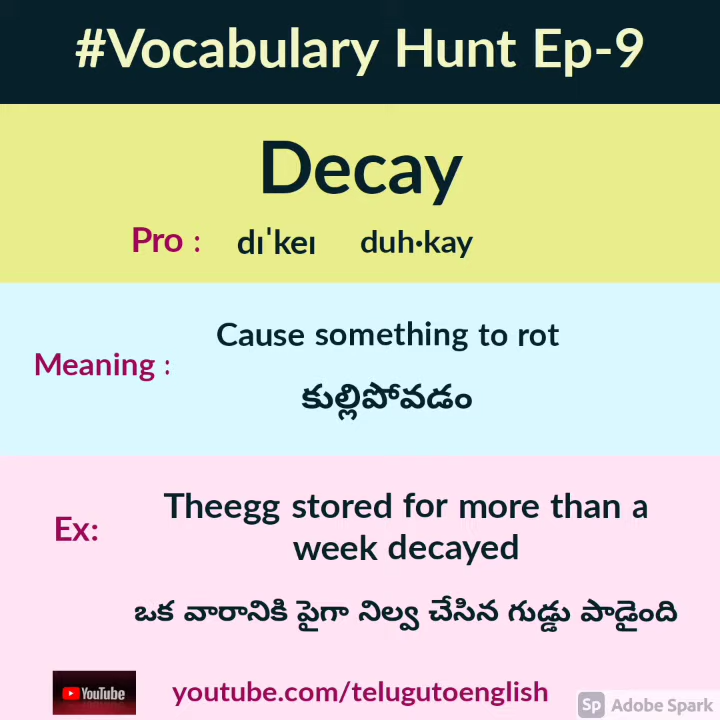 #Vocabulary Hunt Ep-9
Decay
Pro : dɪˈkeɪ duh·kay
Cause something to rot
Meaning :
కుల్లిపోవడం
Theegg stored for more than a
Ex:
week decayed
ఒక వారానికి పైగా నిల్వ చేసిన గుడ్డు పాడైంది
YouTube youtube.com/telugutoenglish
Sp Adobe Spark